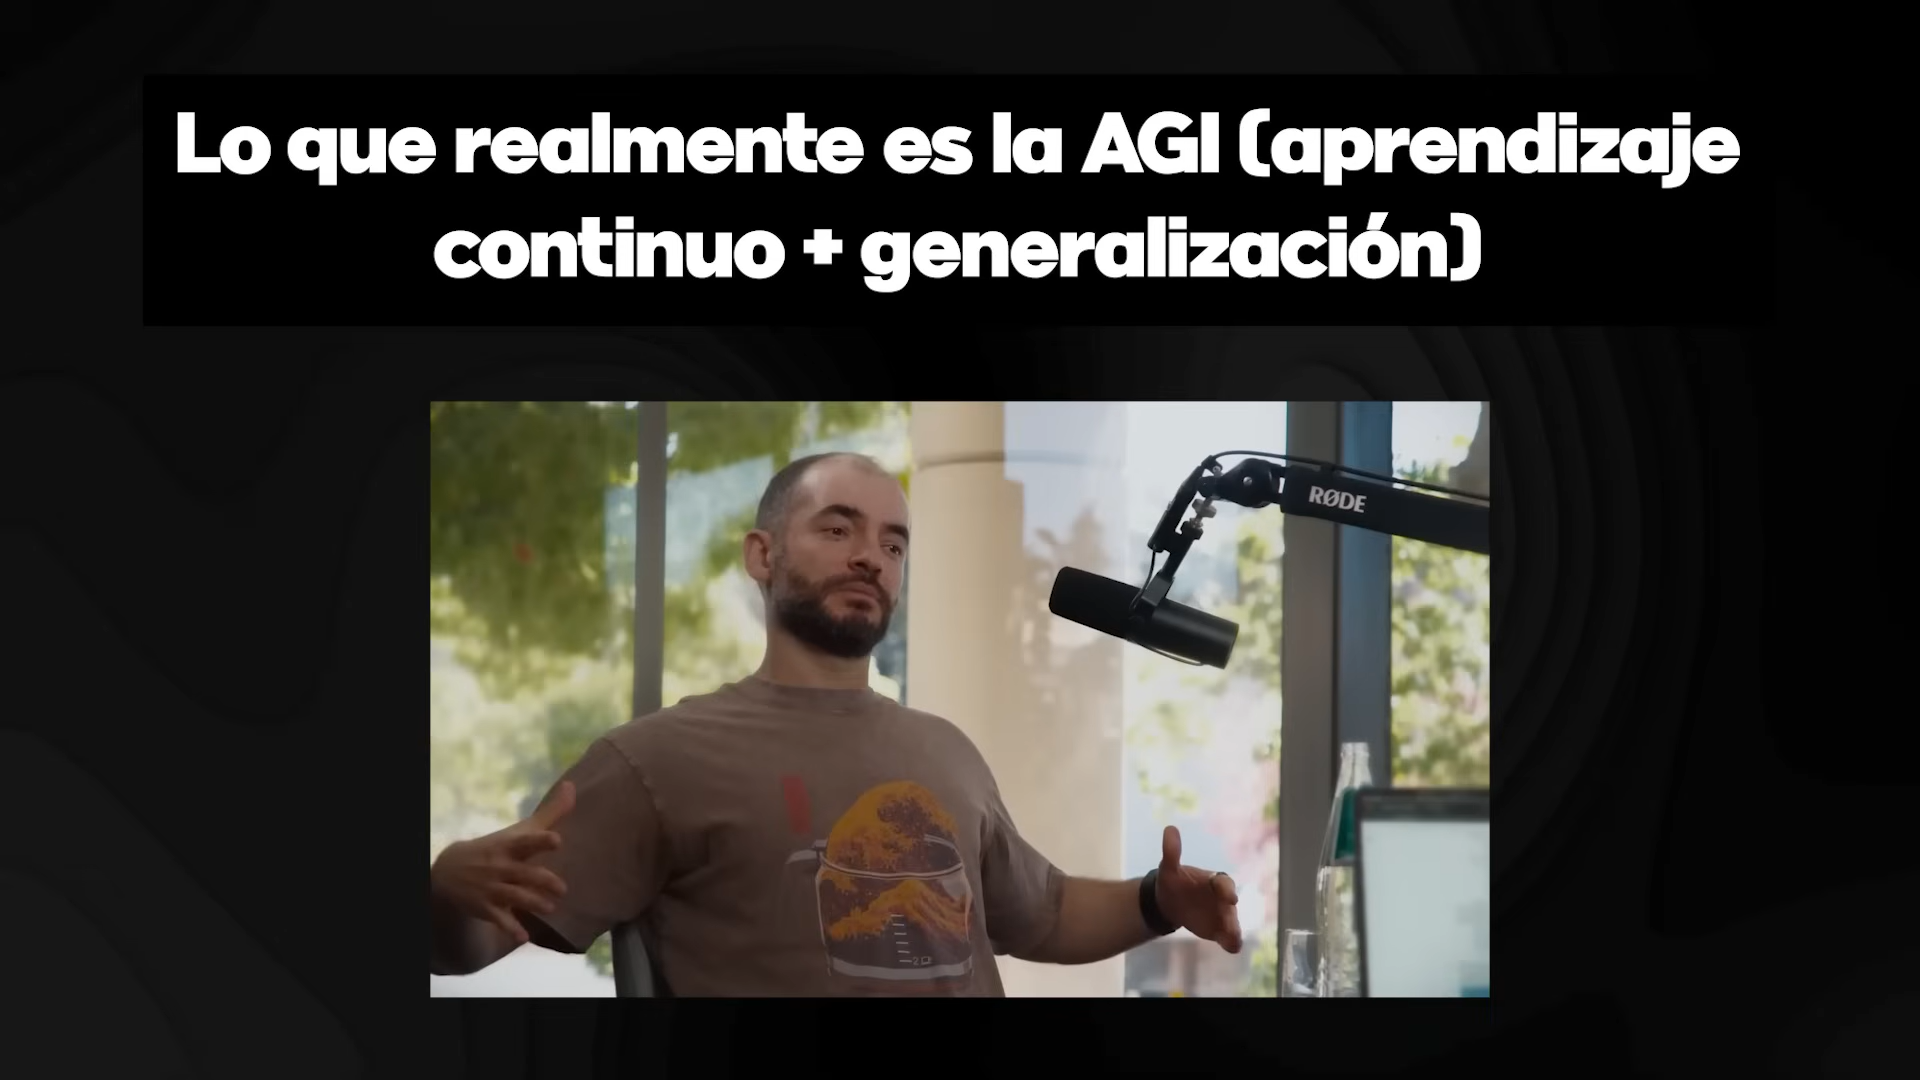 Lo que realmente es la AGI (aprendizaje
continuo + generalización)
RØDE